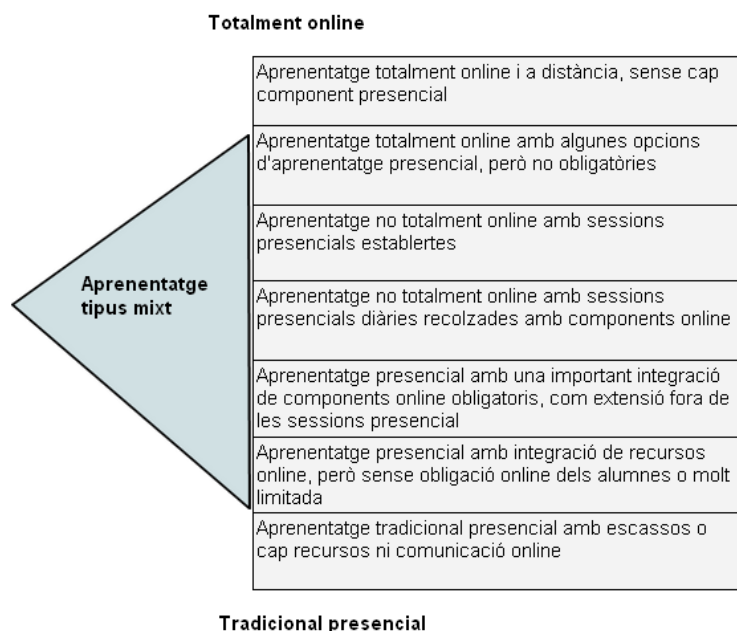 Totalment online
Aprenentatge totalment online i a distància, sense cap
component presencial
Aprenentatge totalment online amb algunes opcions
d'aprenentatge presencial, però no obligatòries
Aprenentatge no totalment online amb sessions
presencials establertes
Aprenentatge
tipus mixt
Aprenentatge no totalment online amb sessions
presencials diàries recolzades amb components online
Aprenentatge presencial amb una important integració
de components online obligatoris, com extensió fora de
les sessions presencial
Aprenentatge presencial amb integració de recursos
online, però sense obligació online dels alumnes o molt
limitada
Aprenentatge tradicional presencial amb escassos o
cap recursos ni comunicació online
Tradicional presencial